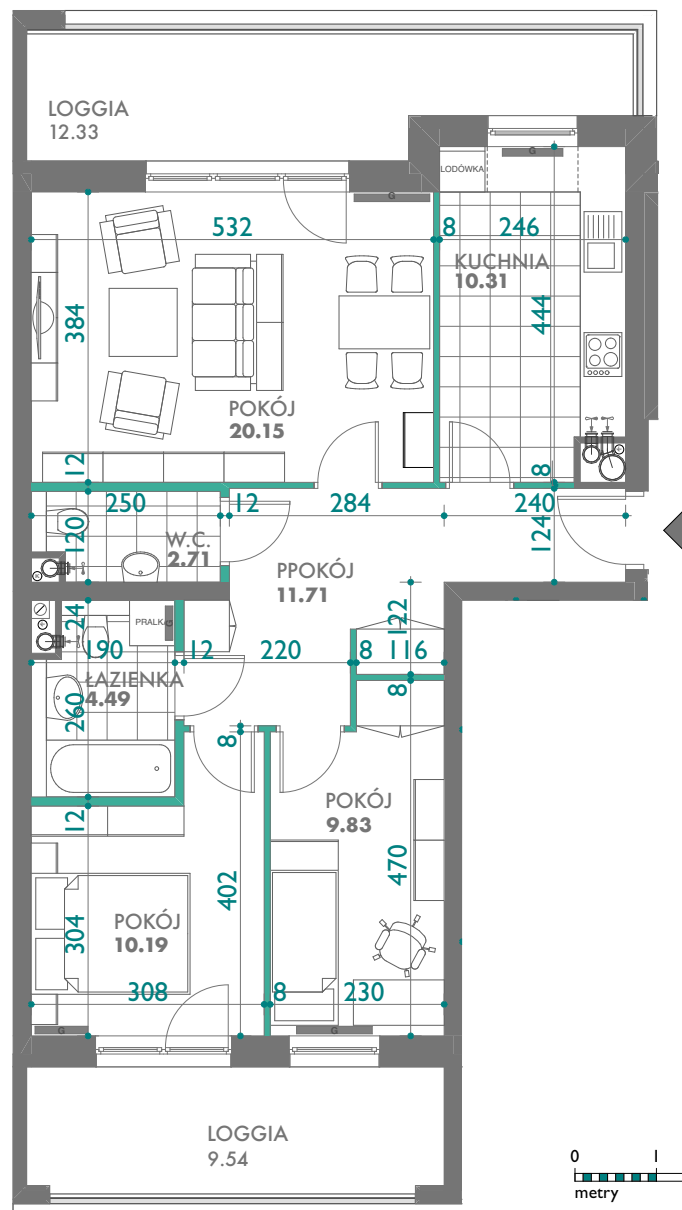 LOGGIA
12.33
G
LODÓWKA
G
532
8
246
KUCHNIA
10.31
384
444
POKÓJ
20.15
12
8
250
12
284
240
120
W.C.
2.71
124
PPOKÓJ
11.71
24
PRALKA
G
122
190
12
220
8
116
ŁAZIENKA
4.49
260
8
8
12
POKÓJ
9.83
402
470
304
POKÓJ
10.19
308
8
230
G
G
LOGGIA
9.54
0
1
metry